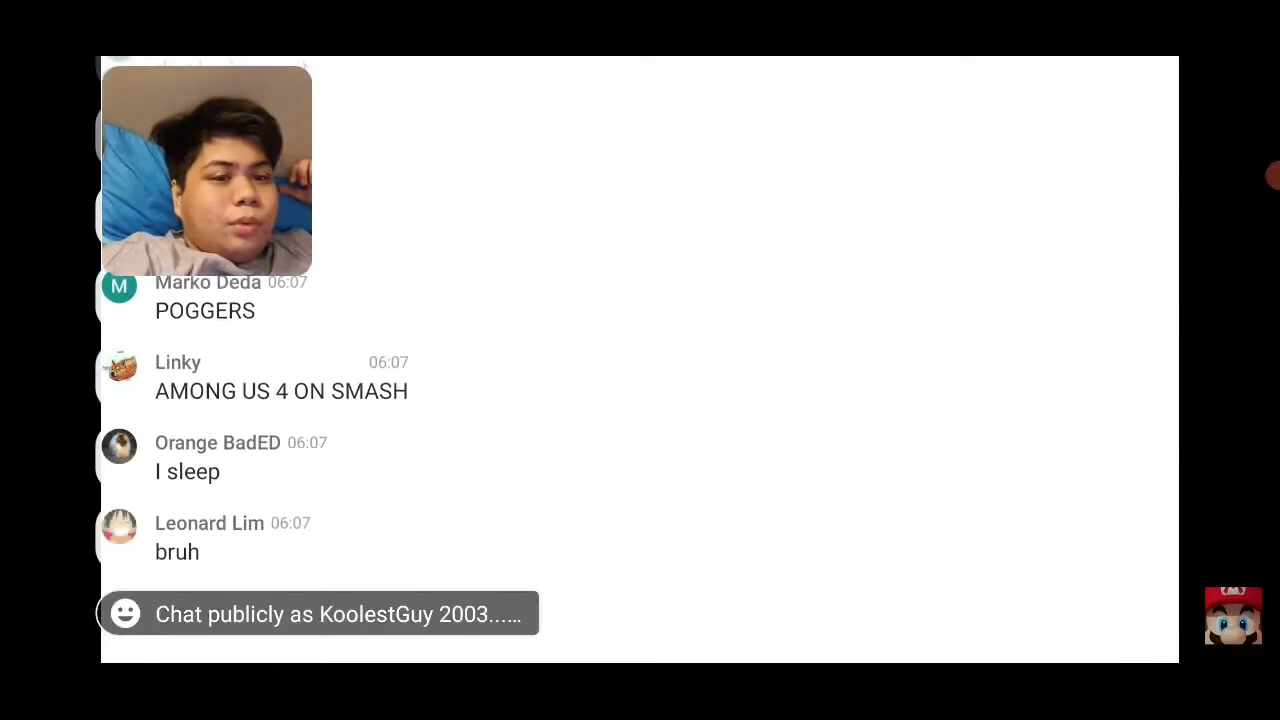 M
Marko Deda 06:07
POGGERS
Linky 06:07
AMONG US 4 ON SMASH
Orange BadED 06:07
I sleep
Leonard Lim 06:07
bruh
Chat publicly as KoolestGuy 2003...…
M